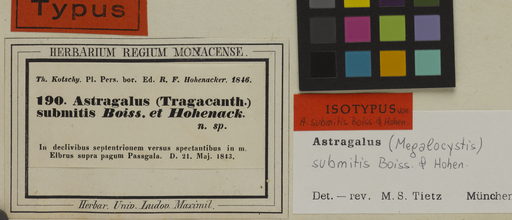 Typus
HERBARIUM REGIUM MONACENSE.
Th. Kotschy. Pl. Pers. bor. Ed. R. F. Hohenacker. 1846.
190. Astragalus (Tragacanth.)
submitis Boiss. et Hohenack.
n. sp.
In declivibus septentrionem versus spectantibus in m.
Elbrus supra pagum Passgala. D. 21. Maj. 1843.
Herbar. Univ. Ludov. Maximil.
ISOTYPUS
A. submitis Boiss. & Hohen.
Astragalus (Megalocystis)
submitis Boiss. & Hohen.
Det. – rev. M. S. Tietz München